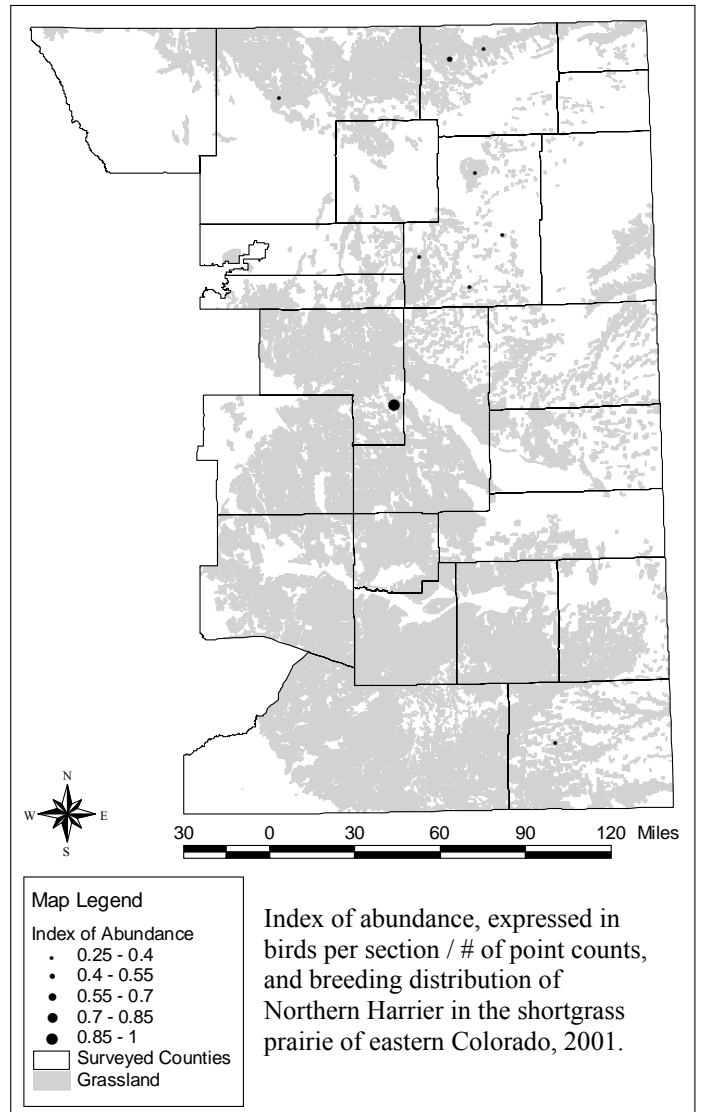 N
W E
S
30 0 30 60 90 120 Miles
Map Legend
Index of Abundance
0.25 - 0.4
0.4 - 0.55
0.55 - 0.7
0.7 - 0.85
0.85 - 1
Surveyed Counties
Grassland
Index of abundance, expressed in
birds per section / # of point counts,
and breeding distribution of
Northern Harrier in the shortgrass
prairie of eastern Colorado, 2001.